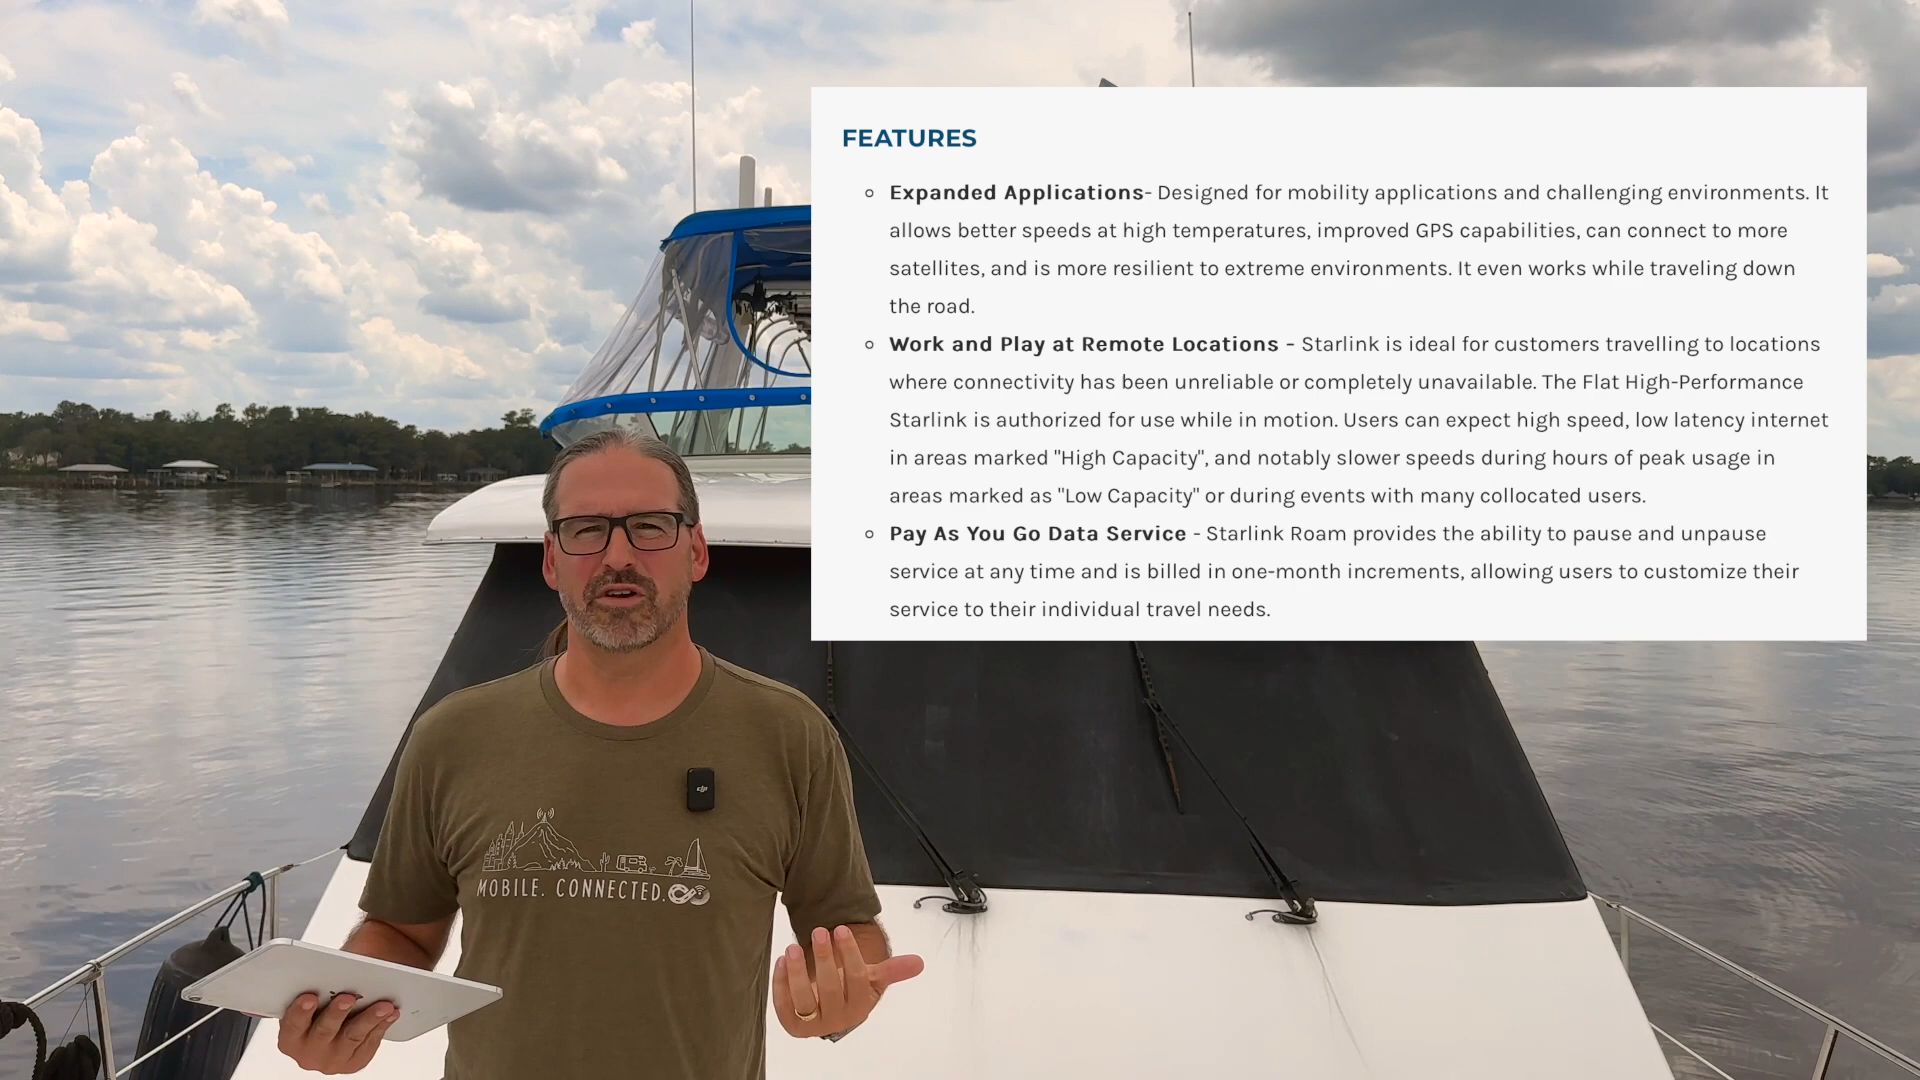 FEATURES
Expanded Applications- Designed for mobility applications and challenging environments. It
allows better speeds at high temperatures, improved GPS capabilities, can connect to more
satellites, and is more resilient to extreme environments. It even works while traveling down
the road.
Work and Play at Remote Locations - Starlink is ideal for customers travelling to locations
where connectivity has been unreliable or completely unavailable. The Flat High-Performance
Starlink is authorized for use while in motion. Users can expect high speed, low latency internet
in areas marked "High Capacity", and notably slower speeds during hours of peak usage in
areas marked as "Low Capacity" or during events with many collocated users.
Pay As You Go Data Service - Starlink Roam provides the ability to pause and unpause
service at any time and is billed in one-month increments, allowing users to customize their
service to their individual travel needs.
dji
MOBILE. CONNECTED.